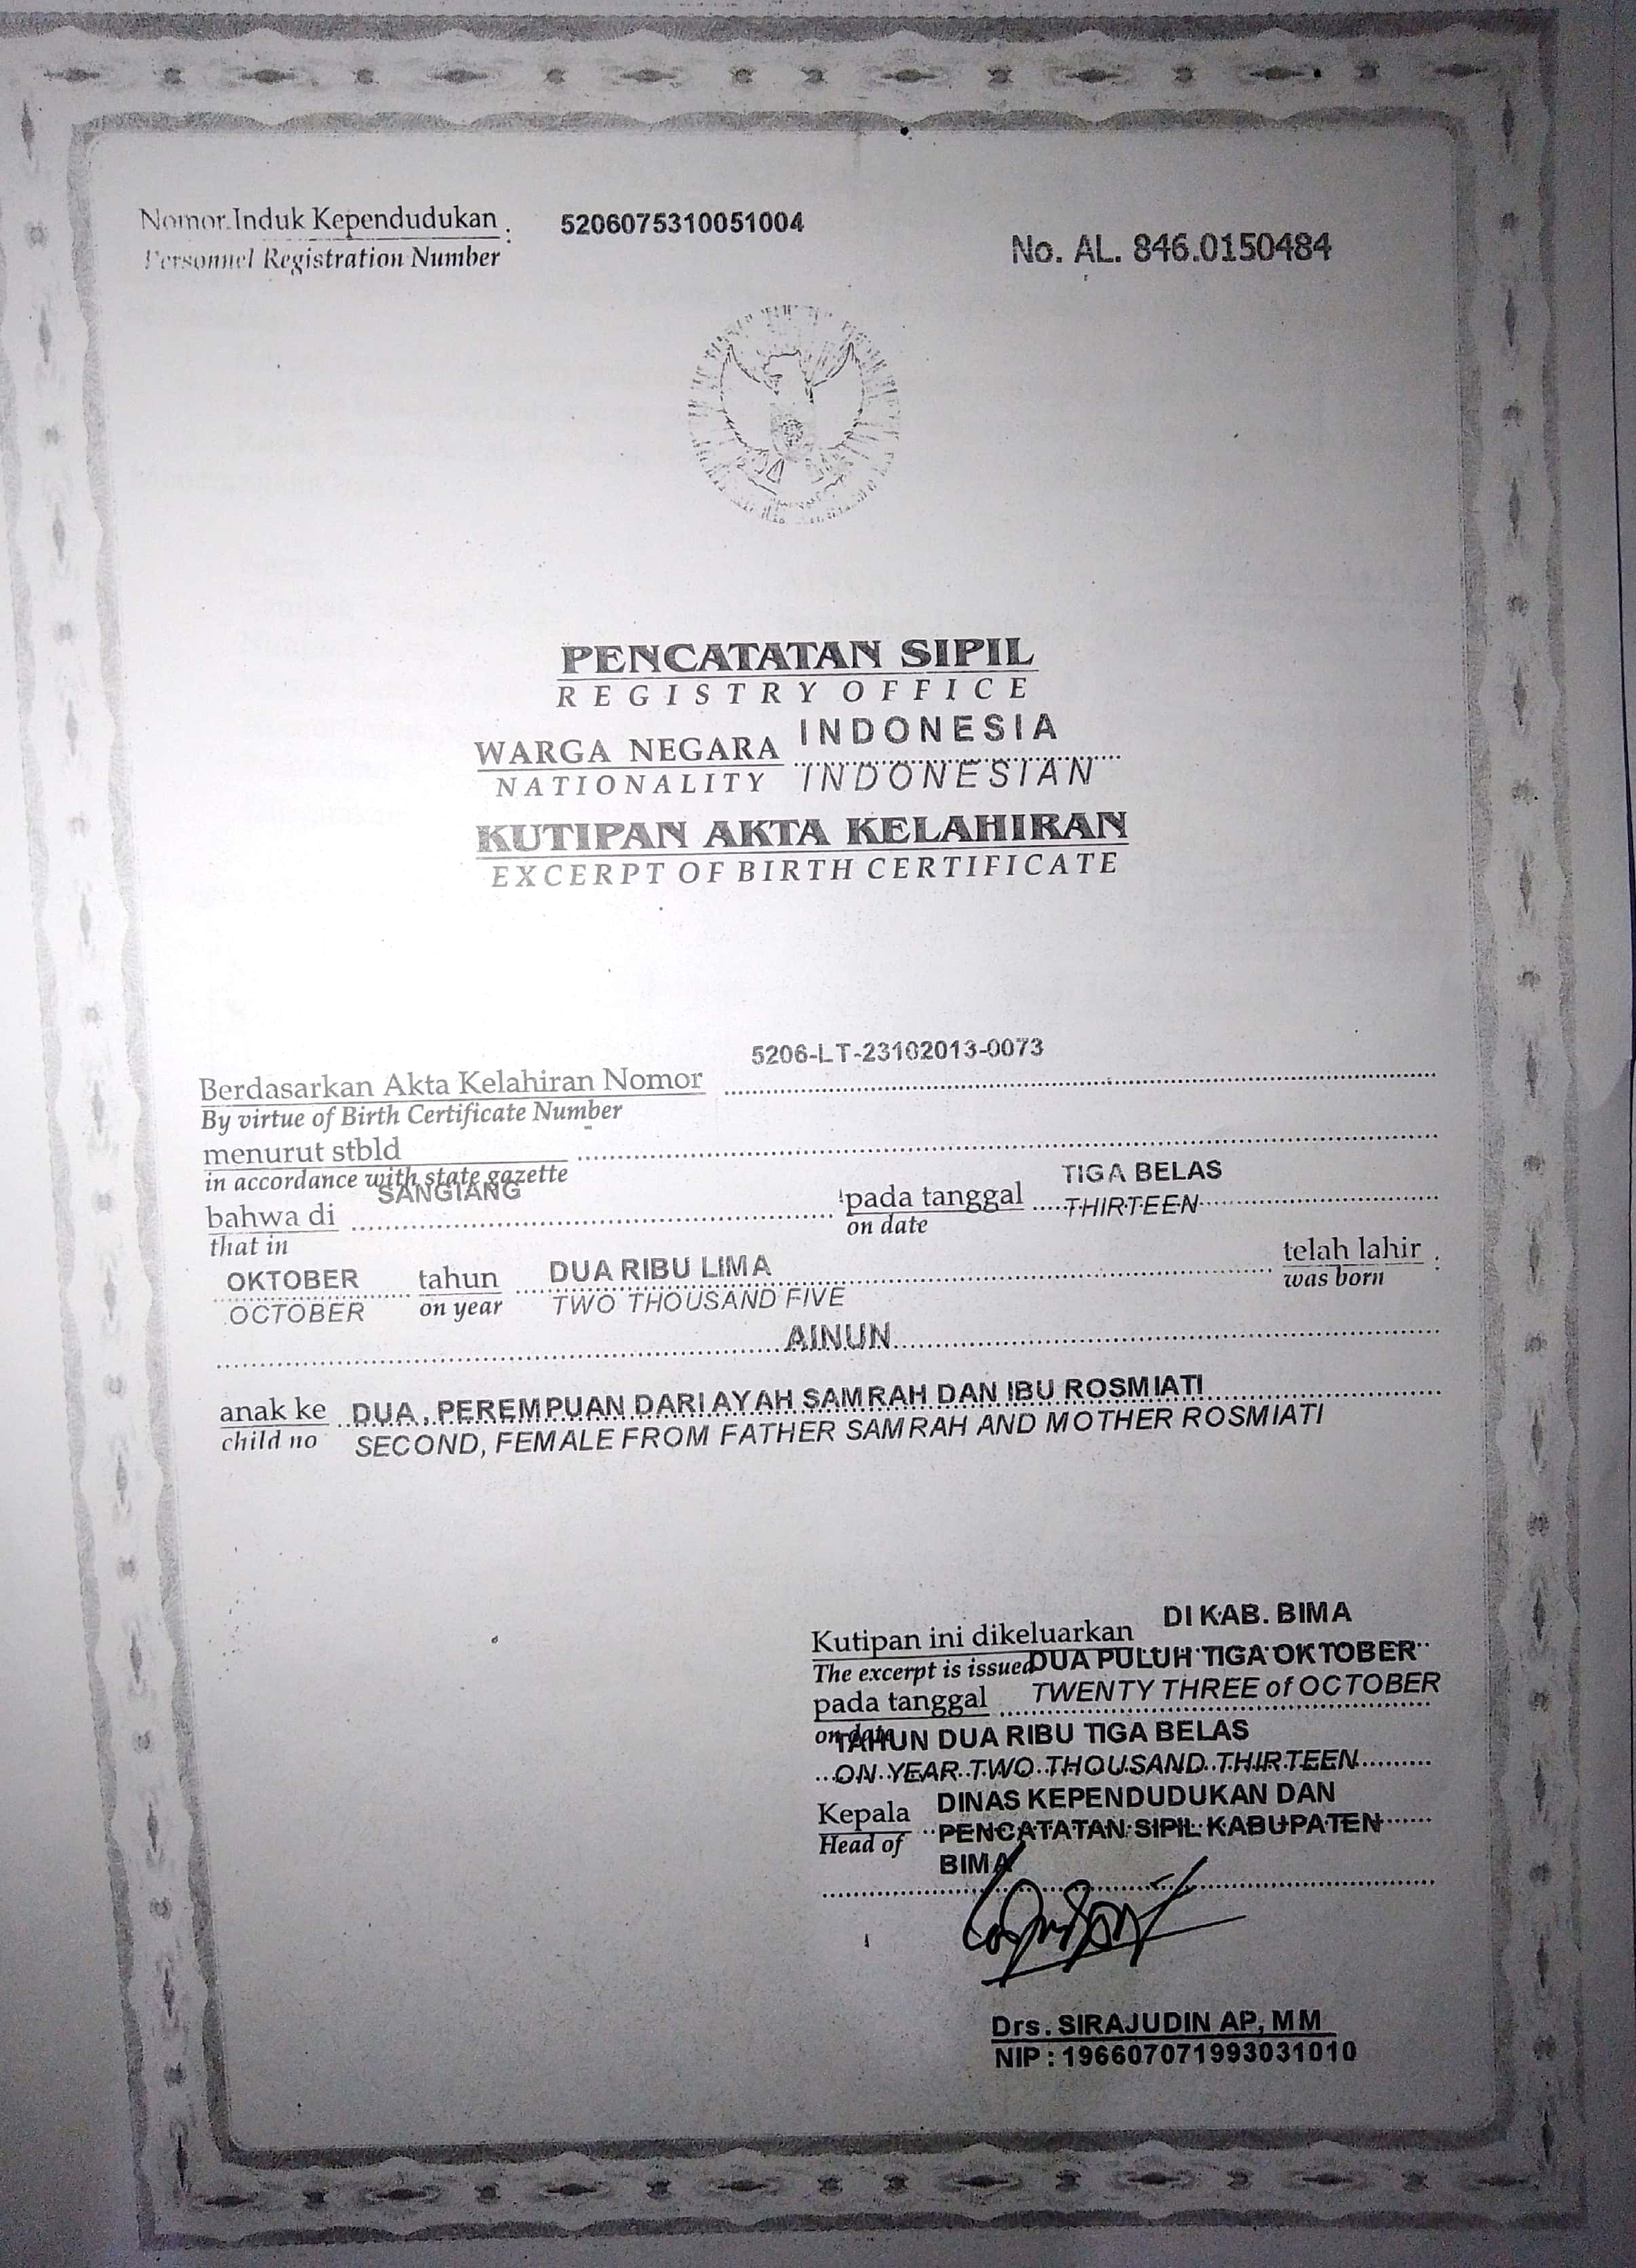 Nomor Induk Kependudukan : 5206075310051004
Personnel Registration Number
No. AL. 846.0150484
PENCATATAN SIPIL
REGISTRY OFFICE
WARGA NEGARA INDONESIA
NATIONALITY INDONESIAN
KUTIPAN AKTA KELAHIRAN
EXCERPT OF BIRTH CERTIFICATE
5206-LT-23102013-0073
Berdasarkan Akta Kelahiran Nomor
By virtue of Birth Certificate Number
menurut stbld
in accordance with state gazette
bahwa di SANGIANG pada tanggal TIGA BELAS
that in on date THIRTEEN
OKTOBER tahun DUA RIBU LIMA telah lahir :
OCTOBER on year TWO THOUSAND FIVE was born
AINUN
anak ke DUA, PEREMPUAN DARI AYAH SAMRAH DAN IBU ROSMIATI
child no SECOND, FEMALE FROM FATHER SAMRAH AND MOTHER ROSMIATI
Kutipan ini dikeluarkan DI KAB. BIMA
The excerpt is issued DUA PULUH TIGA OKTOBER
pada tanggal TWENTY THREE of OCTOBER
on date TAHUN DUA RIBU TIGA BELAS
ON YEAR TWO THOUSAND THIRTEEN
Kepala DINAS KEPENDUDUKAN DAN
Head of PENCATATAN SIPIL KABUPATEN
BIMA
Drs. SIRAJUDIN AP, MM
NIP : 196607071993031010